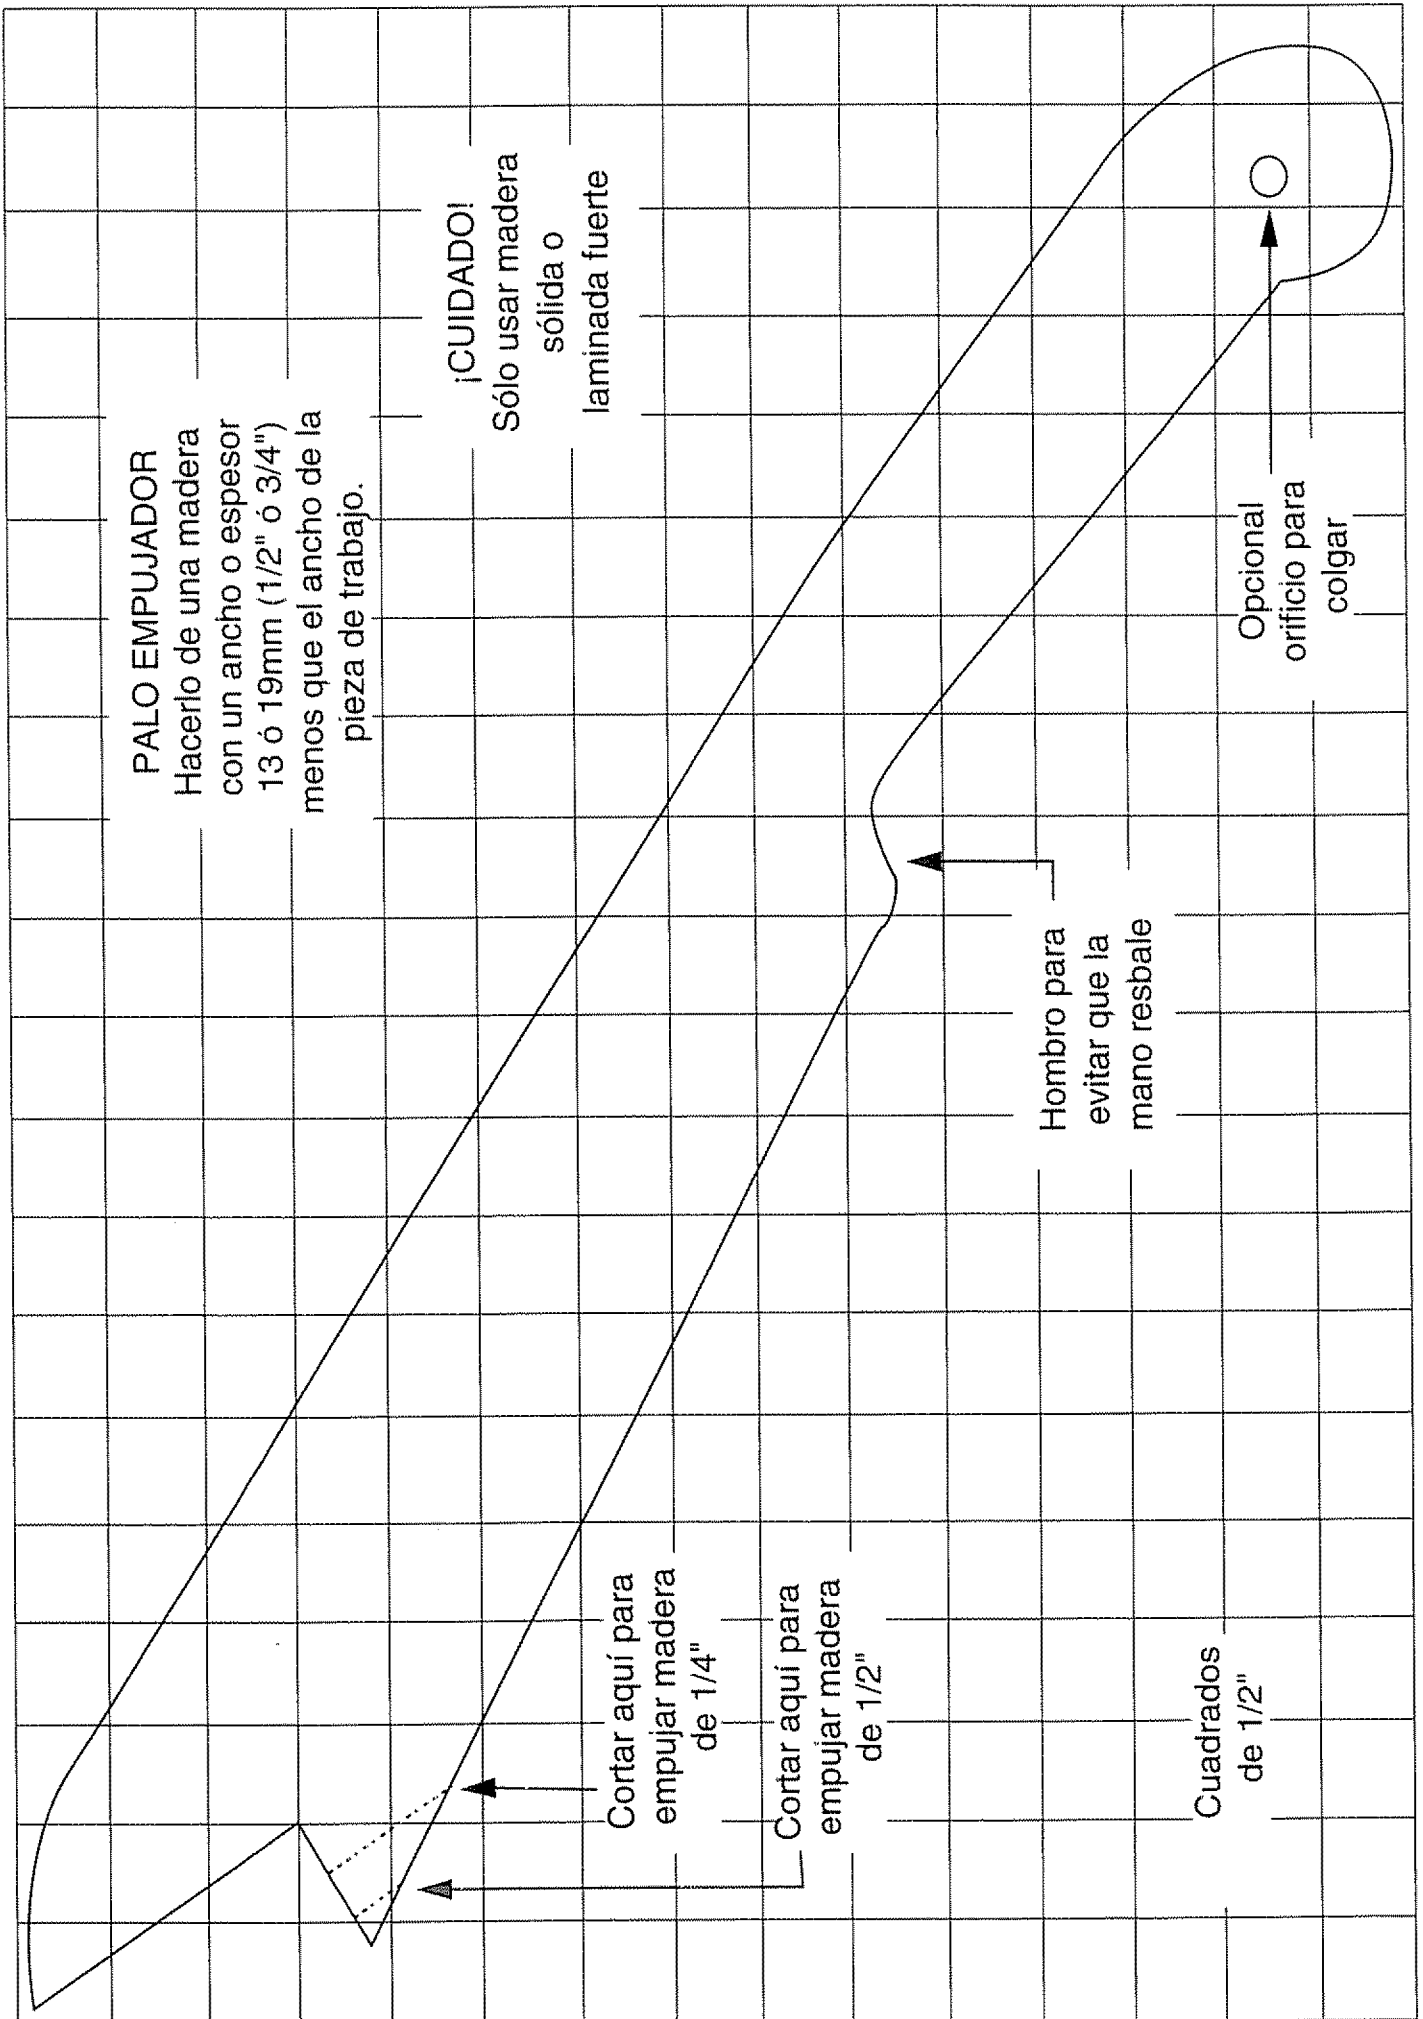 PALO EMPUJADOR
Hacerlo de una madera
con un ancho o espesor
13 ó 19mm (1/2" ó 3/4")
menos que el ancho de la
pieza de trabajo.
¡CUIDADO!
Sólo usar madera
sólida o
laminada fuerte
Cortar aquí para
empujar madera
de 1/4"
Cortar aquí para
empujar madera
de 1/2"
Hombro para
evitar que la
mano resbale
Opcional
orificio para
colgar
Cuadrados
de 1/2"